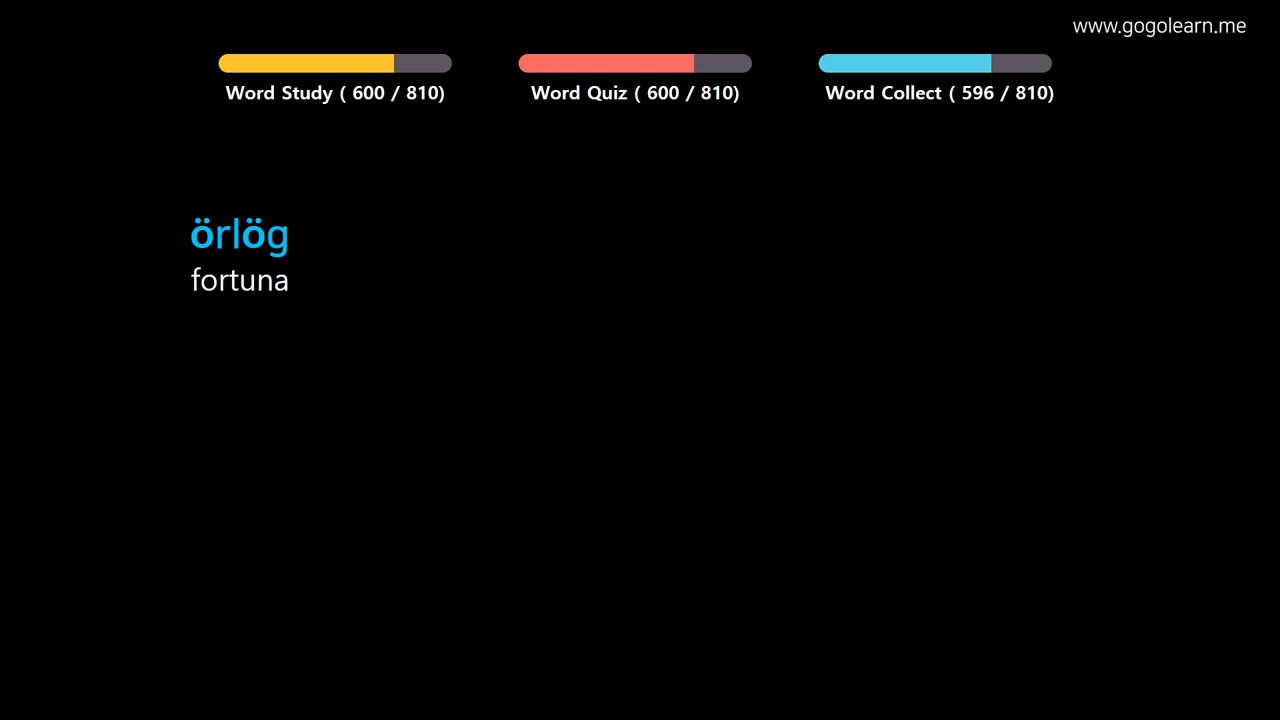 www.gogolearn.me
Word Study ( 600 / 810)
Word Quiz ( 600 / 810)
Word Collect ( 596 / 810)
örlög
fortuna